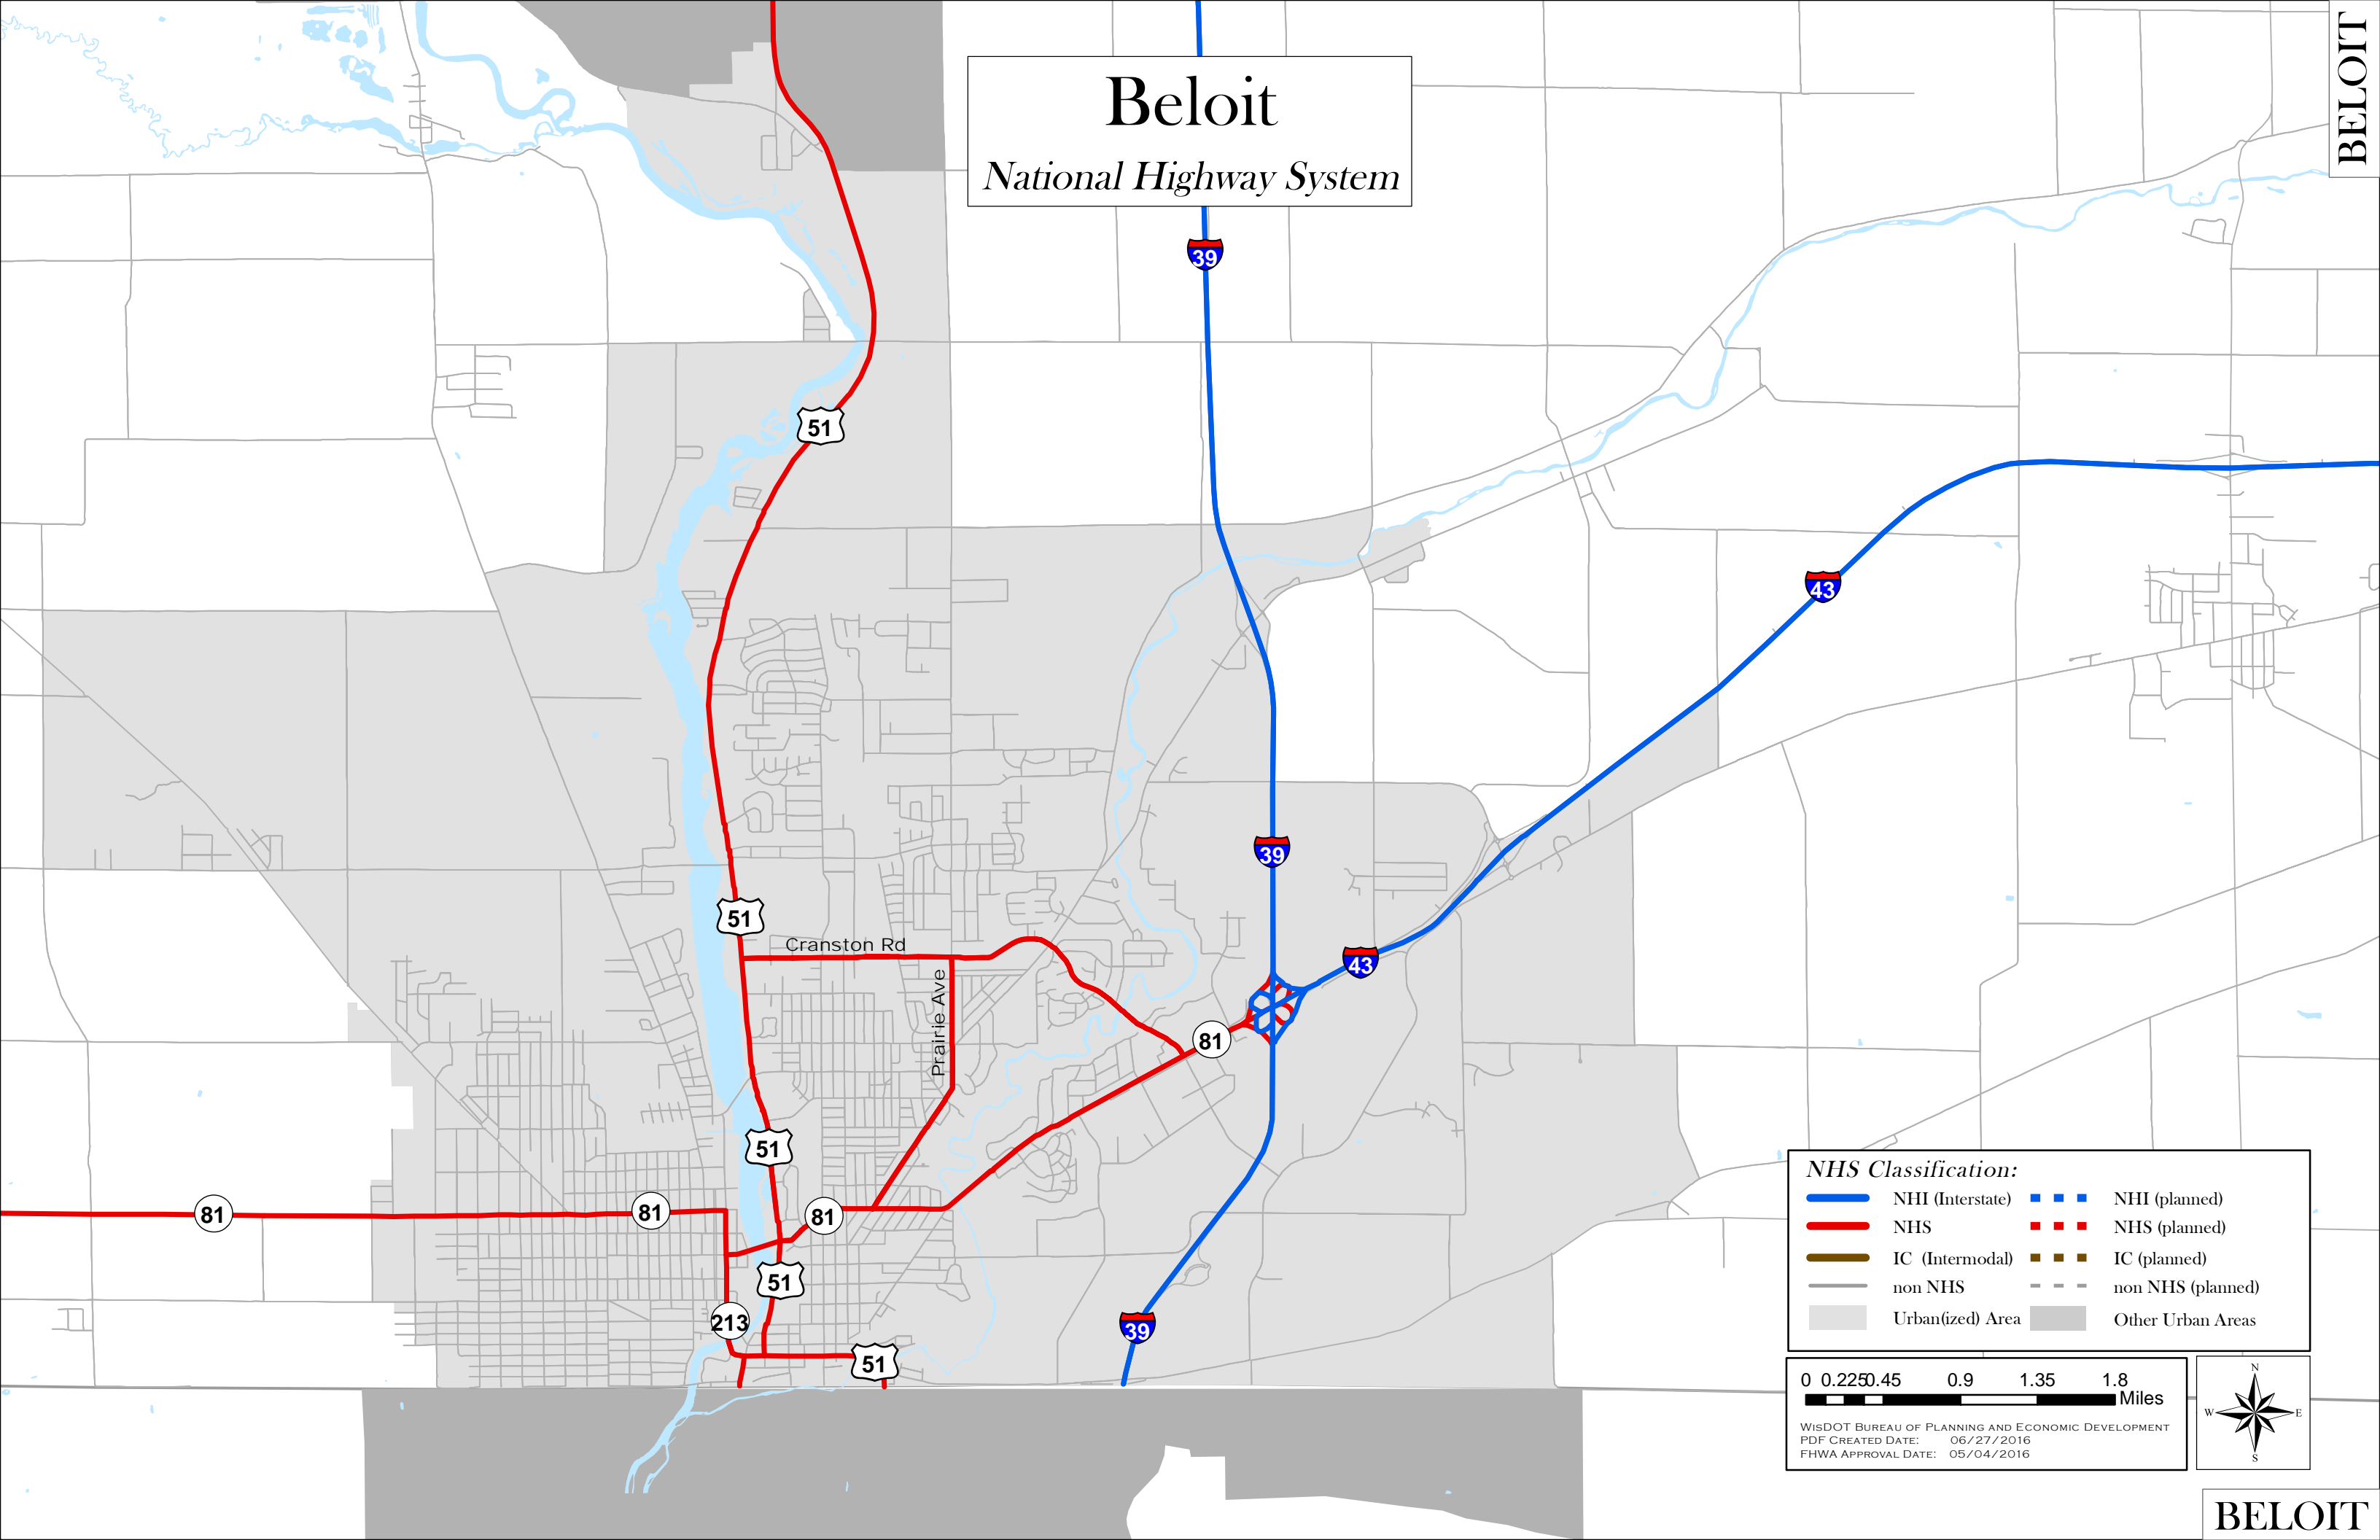 BELOIT
Beloit
National Highway System
39
51
43
39
51
Cranston Rd
43
Prairie Ave
81
51
81
81
81
51
213
39
51
NHS Classification:
NHI (Interstate)
NHI (planned)
NHS
NHS (planned)
IC (Intermodal)
IC (planned)
non NHS
non NHS (planned)
Urban(ized) Area
Other Urban Areas
0 0.225 0.45 0.9 1.35 1.8
Miles
WisDOT Bureau of Planning and Economic Development
PDF Created Date: 06/27/2016
FHWA Approval Date: 05/04/2016
N
W E
S
BELOIT